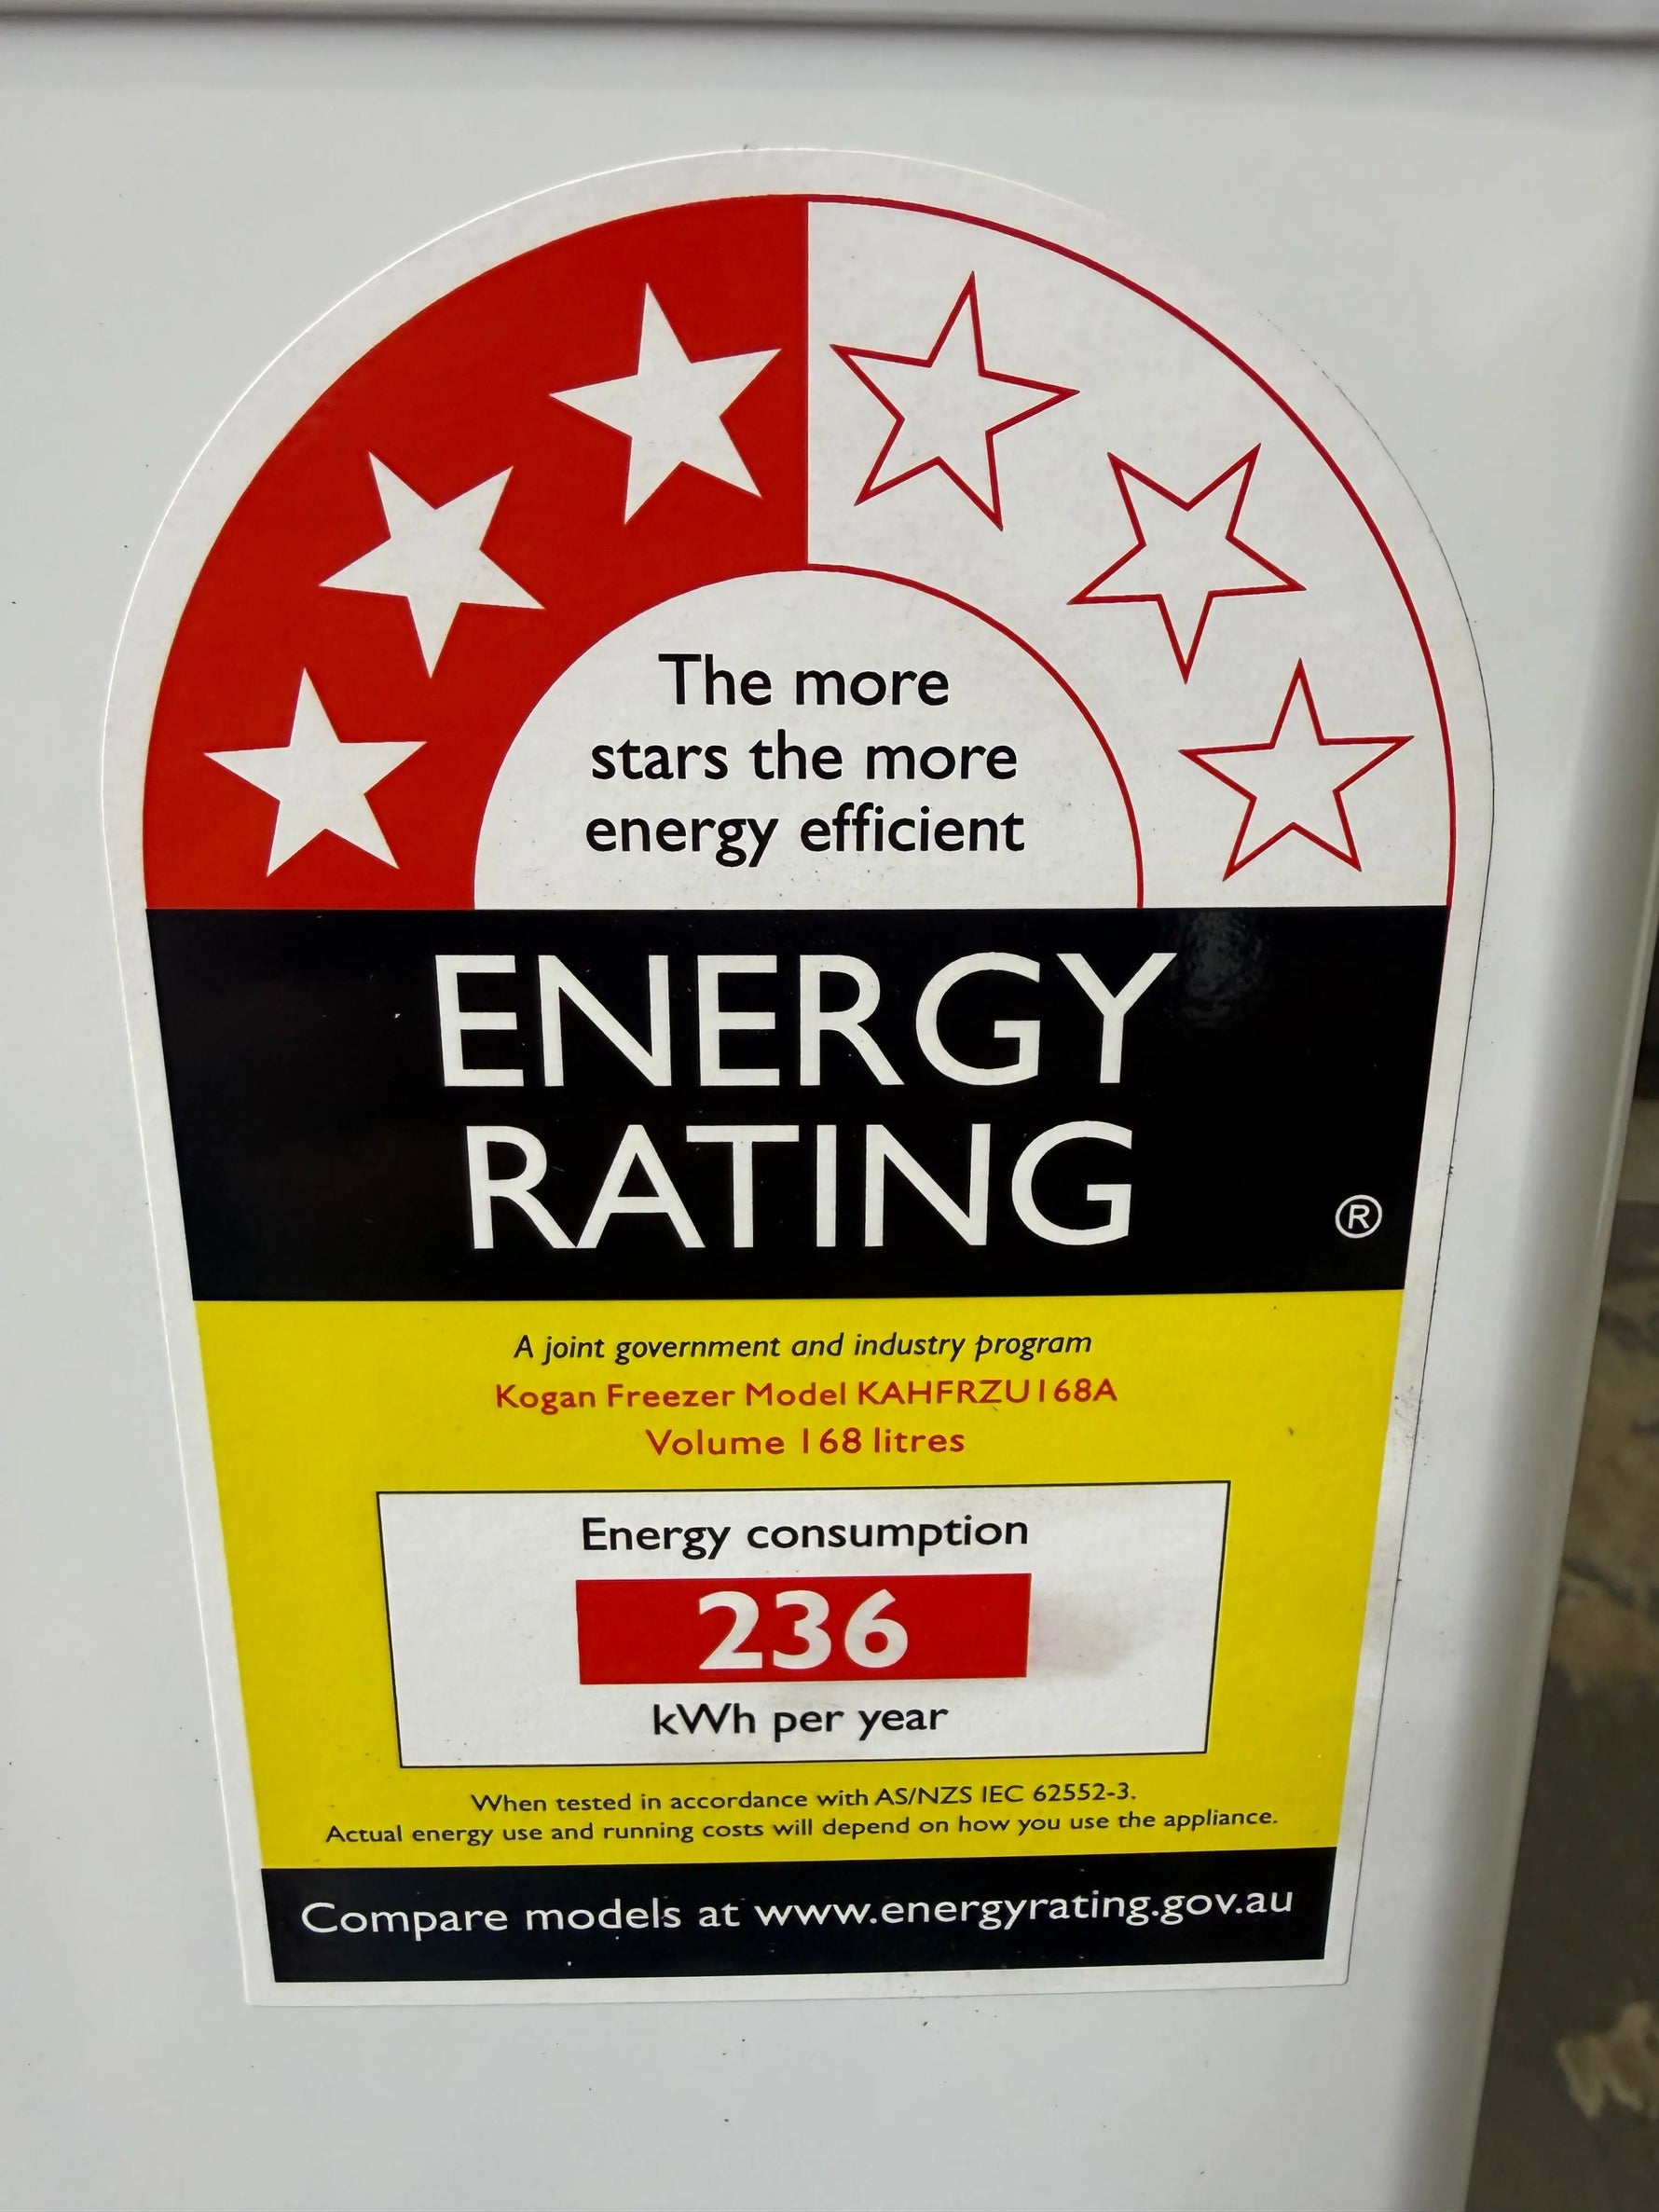 The more
stars the more
energy efficient
ENERGY
RATING
®
A joint government and industry program
Kogan Freezer Model KAHFRZU168A
Volume 168 litres
Energy consumption
236
kWh per year
When tested in accordance with AS/NZS IEC 62552-3.
Actual energy use and running costs will depend on how you use the appliance.
Compare models at www.energyrating.gov.au